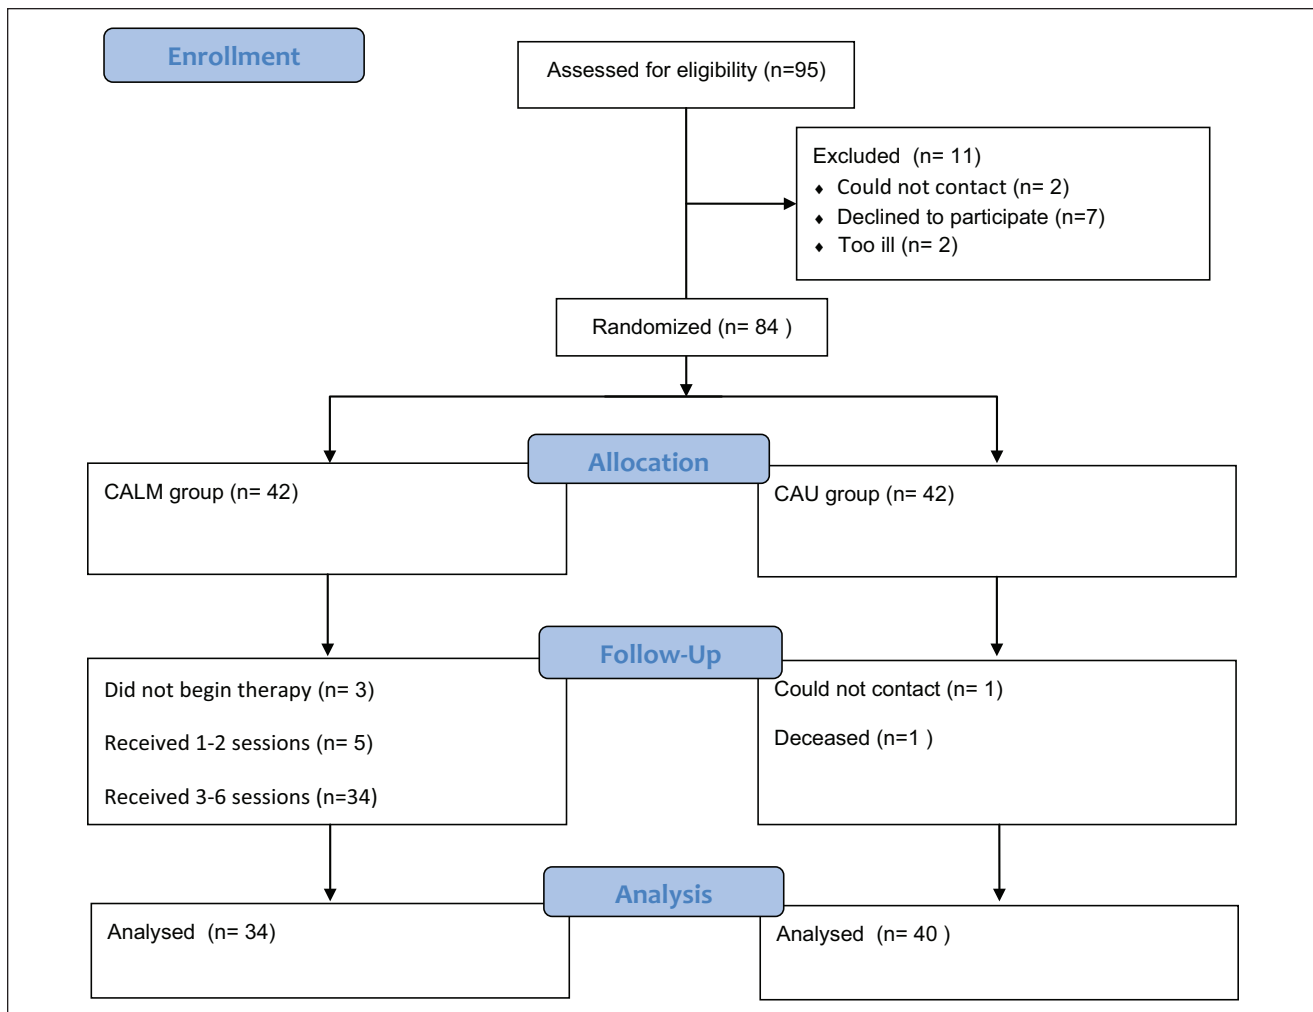 Enrollment
Assessed for eligibility (n=95)
Excluded (n= 11)
♦ Could not contact (n= 2)
♦ Declined to participate (n=7)
♦ Too ill (n= 2)
Randomized (n= 84 )
Allocation
CALM group (n= 42)
CAU group (n= 42)
Follow-Up
Did not begin therapy (n= 3)
Received 1-2 sessions (n= 5)
Received 3-6 sessions (n=34)
Could not contact (n= 1)
Deceased (n=1 )
Analysis
Analysed (n= 34)
Analysed (n= 40 )